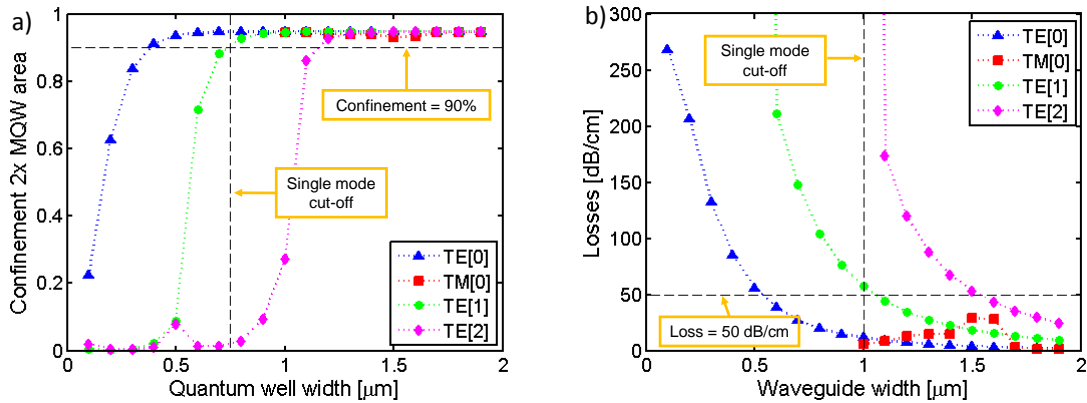 a)
Confinement 2x MQW area
1
0.8
0.6
0.4
0.2
0
0
0.5
1
1.5
2
Quantum well width [μm]
Confinement = 90%
Single mode
cut-off
TE[0]
TM[0]
TE[1]
TE[2]
b)
Losses [dB/cm]
300
250
200
150
100
50
0
0
0.5
1
1.5
2
Waveguide width [μm]
Single mode
cut-off
Loss = 50 dB/cm
TE[0]
TM[0]
TE[1]
TE[2]